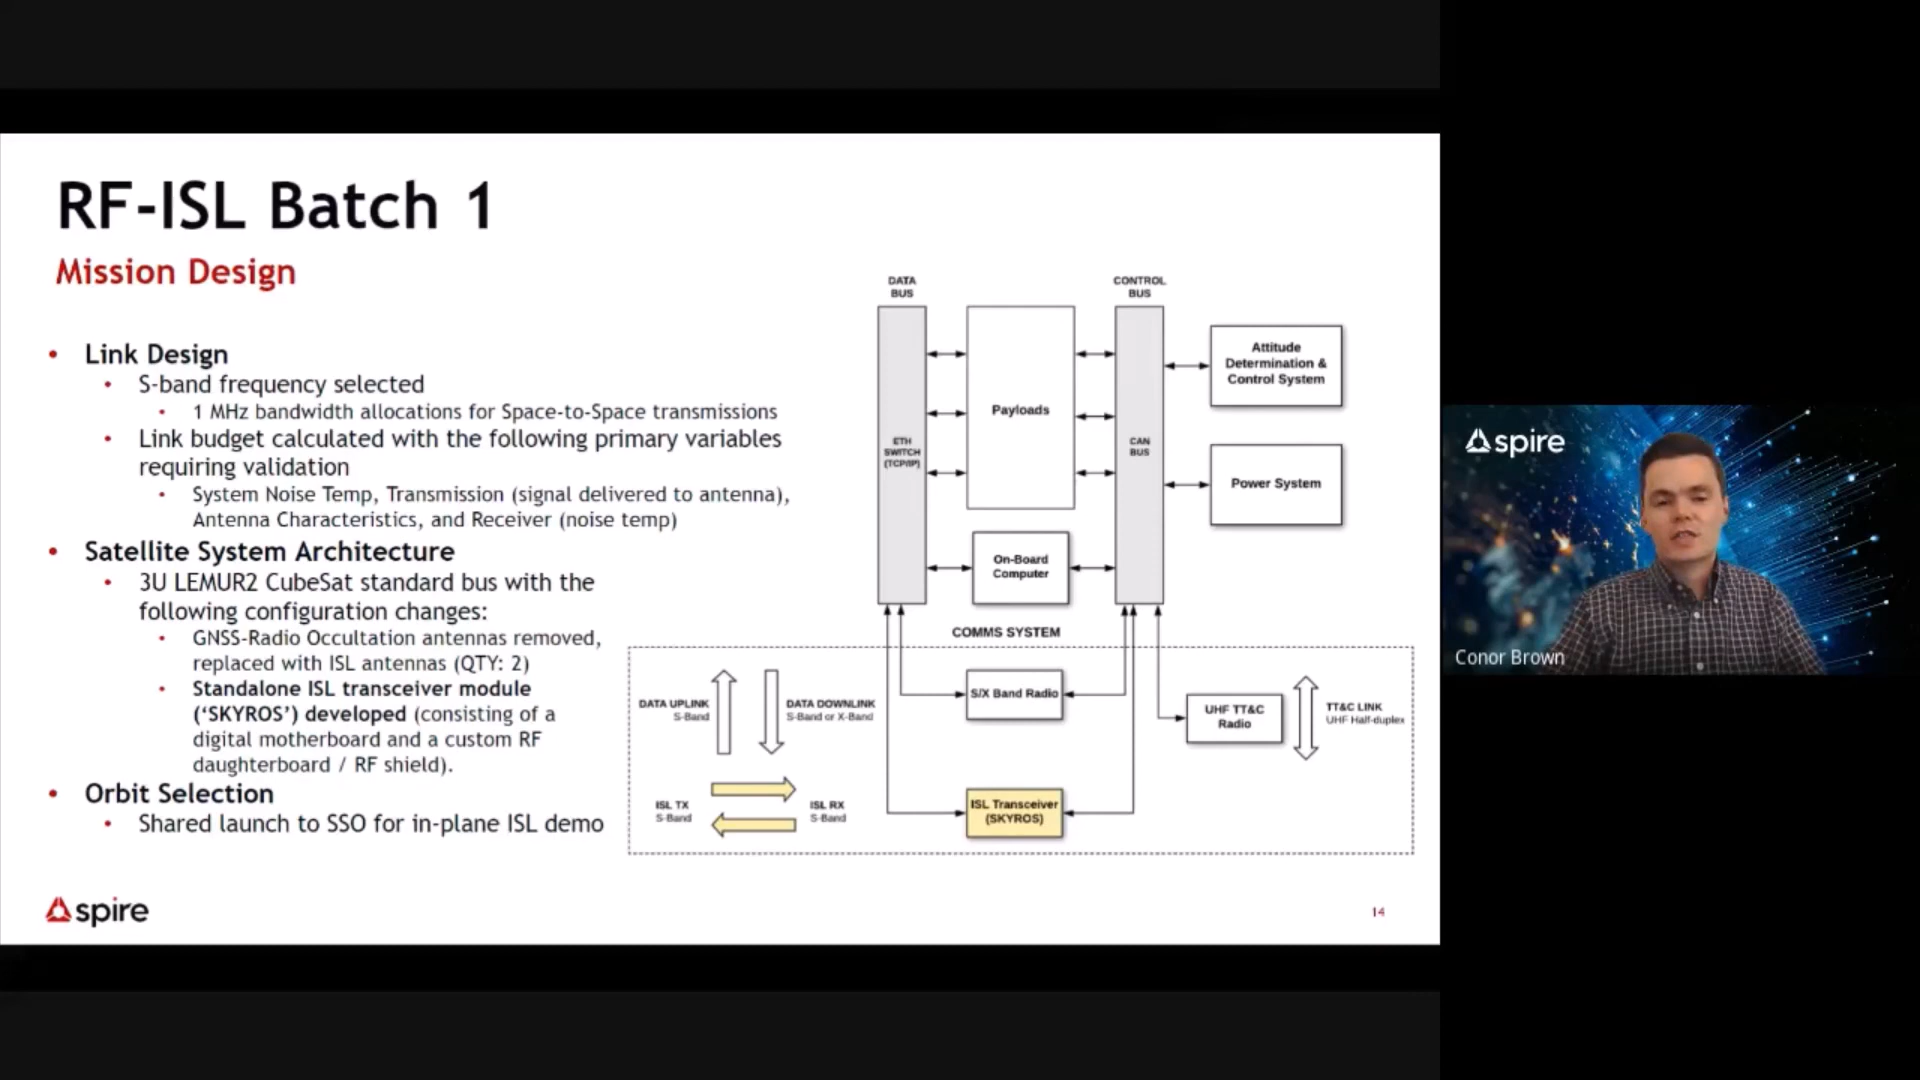 RF-ISL Batch 1
Mission Design
• Link Design
• S-band frequency selected
• 1 MHz bandwidth allocations for Space-to-Space transmissions
• Link budget calculated with the following primary variables
requiring validation
• System Noise Temp, Transmission (signal delivered to antenna),
Antenna Characteristics, and Receiver (noise temp)
• Satellite System Architecture
• 3U LEMUR2 CubeSat standard bus with the
following configuration changes:
• GNSS-Radio Occultation antennas removed,
replaced with ISL antennas (QTY: 2)
• Standalone ISL transceiver module
(‘SKYROS’) developed (consisting of a
digital motherboard and a custom RF
daughterboard / RF shield).
• Orbit Selection
• Shared launch to SSO for in-plane ISL demo
DATA
BUS
CONTROL
BUS
ETH
SWITCH
(TCP/IP)
Payloads
CAN
BUS
Attitude
Determination &
Control System
Power System
On-Board
Computer
COMMS SYSTEM
DATA UPLINK
S-Band
DATA DOWNLINK
S-Band or X-Band
S/X Band Radio
UHF TT&C
Radio
TT&C LINK
UHF Half-duplex
ISL TX
S-Band
ISL RX
S-Band
ISL Transceiver
(SKYROS)
spire
14
spire
Conor Brown